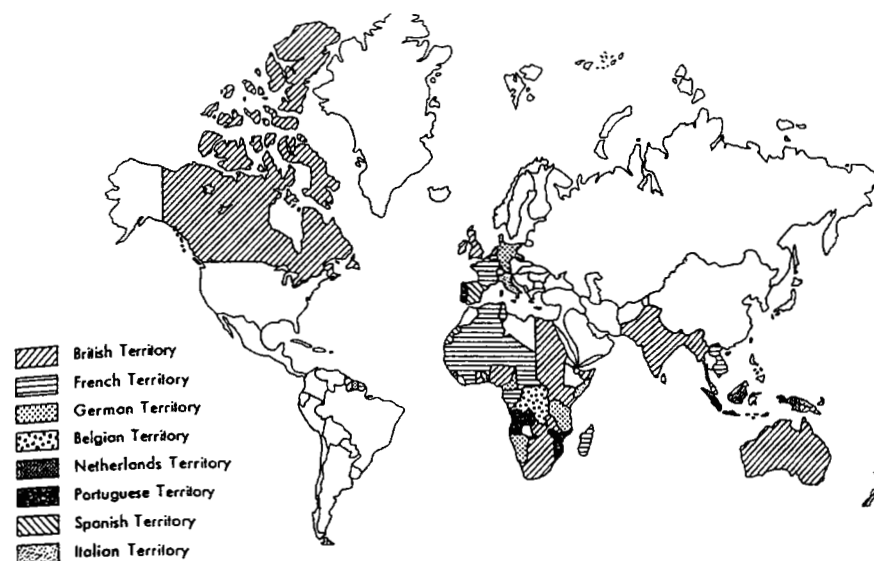 British Territory
French Territory
German Territory
Belgian Territory
Netherlands Territory
Portuguese Territory
Spanish Territory
Italian Territory